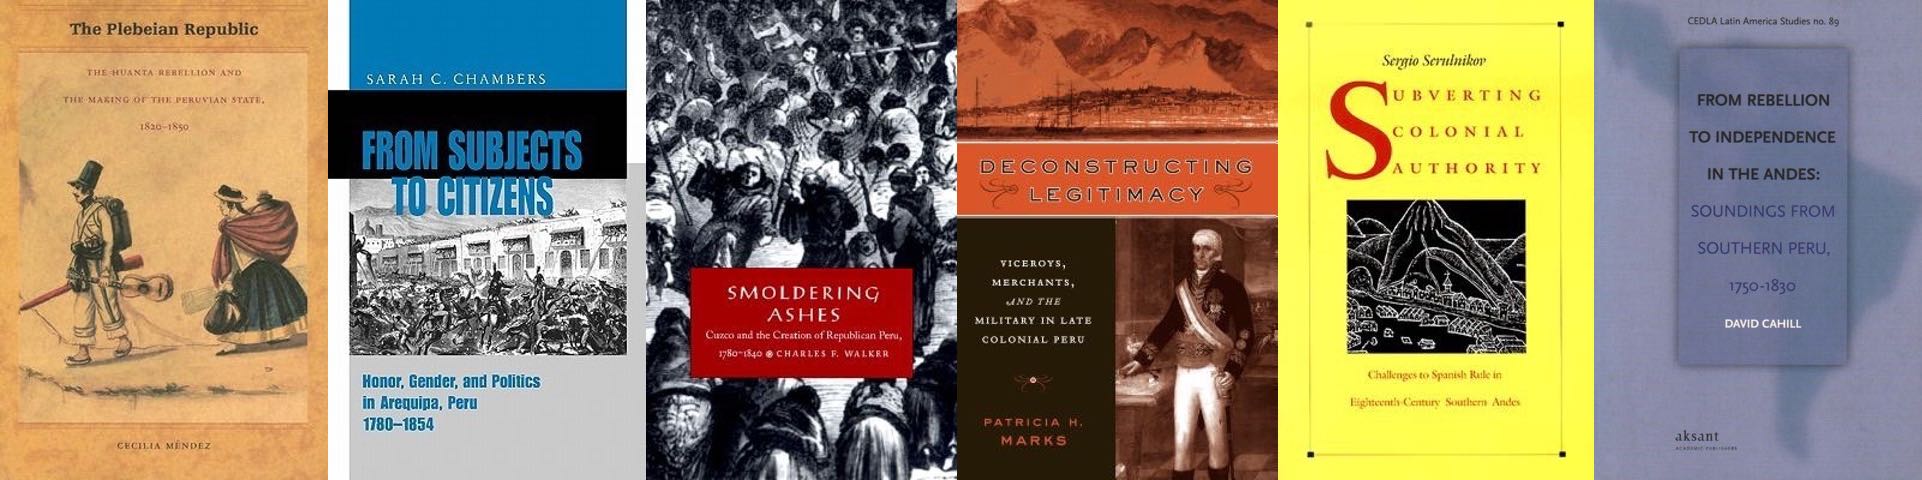 The Plebeian Republic
THE HUANTA REBELLION AND
THE MAKING OF THE PERUVIAN STATE,
1820–1850
CECILIA MÉNDEZ
SARAH C. CHAMBERS
FROM SUBJECTS
TO CITIZENS
Honor, Gender, and Politics
in Arequipa, Peru
1780–1854
SMOLDERING
ASHES
Cuzco and the Creation of Republican Peru,
1780–1840 CHARLES F. WALKER
DECONSTRUCTING
LEGITIMACY
VICEROYS,
MERCHANTS,
AND THE
MILITARY IN LATE
COLONIAL PERU
PATRICIA H.
MARKS
Sergio Serulnikov
SUBVERTING
COLONIAL
AUTHORITY
Challenges to Spanish Rule in
Eighteenth-Century Southern Andes
CEDLA Latin America Studies no. 89
FROM REBELLION
TO INDEPENDENCE
IN THE ANDES:
SOUNDINGS FROM
SOUTHERN PERU,
1750-1830
DAVID CAHILL
aksant
ACADEMIC PUBLISHERS